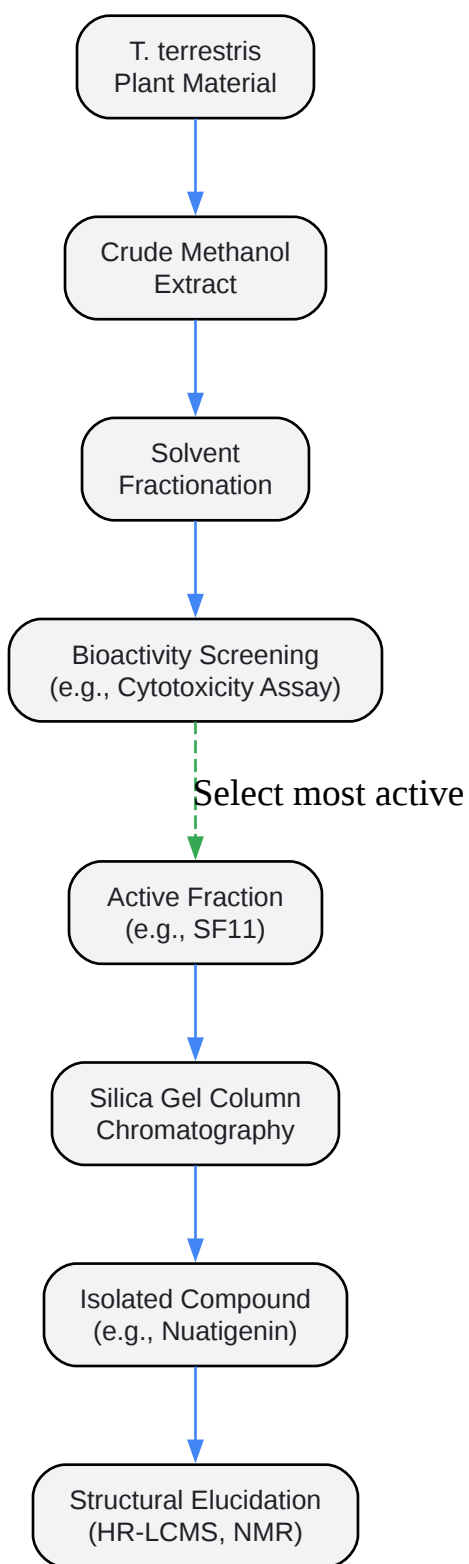 T. terrestris
Plant Material
Crude Methanol
Extract
Solvent
Fractionation
Bioactivity Screening
(e.g., Cytotoxicity Assay)
Select most active
Active Fraction
(e.g., SF11)
Silica Gel Column
Chromatography
Isolated Compound
(e.g., Nuatigenin)
Structural Elucidation
(HR-LCMS, NMR)